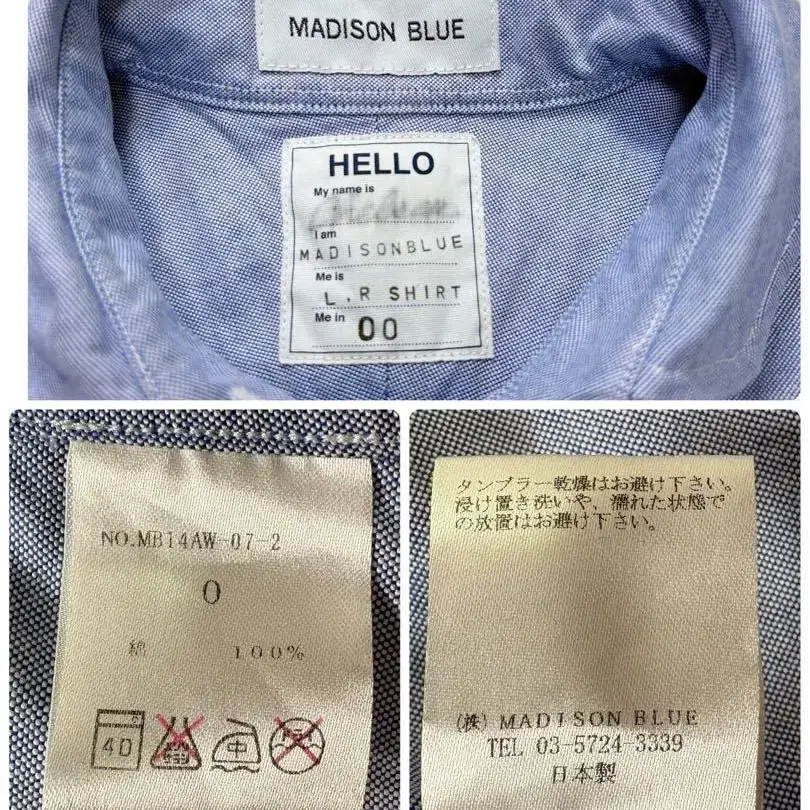 MADISON BLUE
HELLO
My name is
I am
MADISONBLUE
Me is
L.R SHIRT
Me in
00
NO.MB14AW-07-2
0
綿 100%
40
中
ドライ
タンブラー乾燥はお避け下さい。
浸け置き洗いや、濡れた状態で
の放置はお避け下さい。
(株) MADISON BLUE
TEL 03-5724-3339
日本製